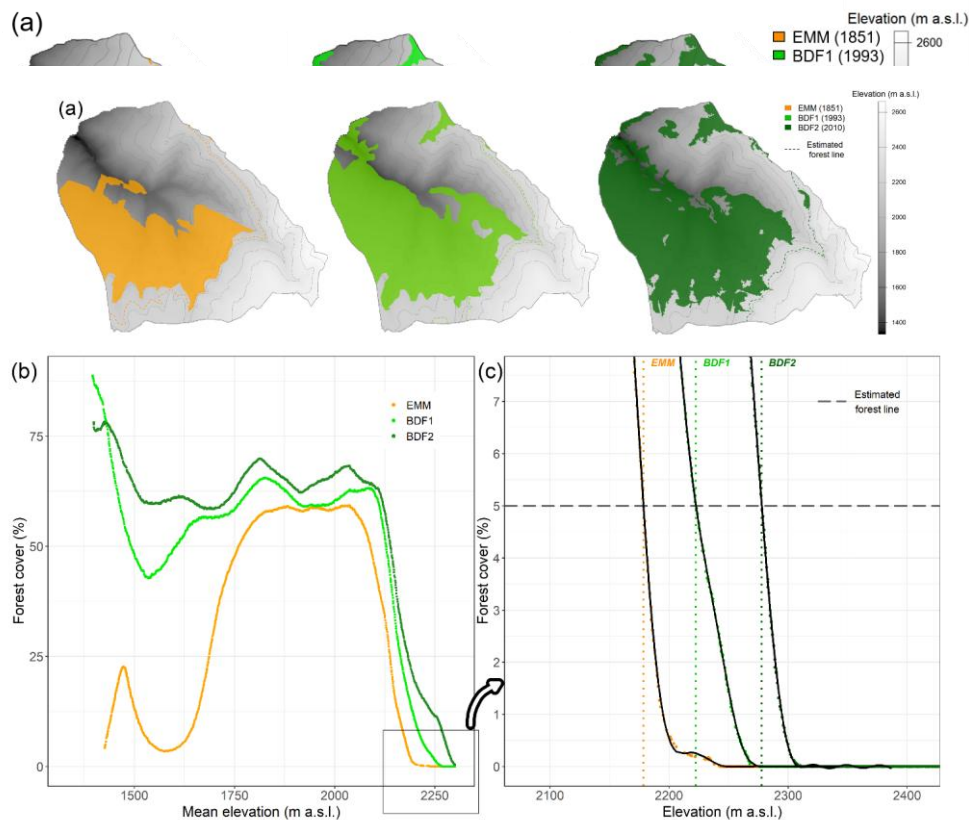 (a)
Elevation (m a.s.l.)
EMM (1851)
2600
BDF1 (1993)
(a)
Elevation (m a.s.l.)
EMM (1851)
BDF1 (1993)
BDF2 (2010)
Estimated
forest line
2600
2400
2200
2000
1800
1600
1400
(b)
EMM
BDF1
BDF2
75
50
25
0
Forest cover (%)
1500
1750
2000
2250
Mean elevation (m a.s.l.)
(c)
EMM
BDF1
BDF2
Estimated
forest line
7
6
5
4
3
2
1
0
Forest cover (%)
2100
2200
2300
2400
Elevation (m a.s.l.)